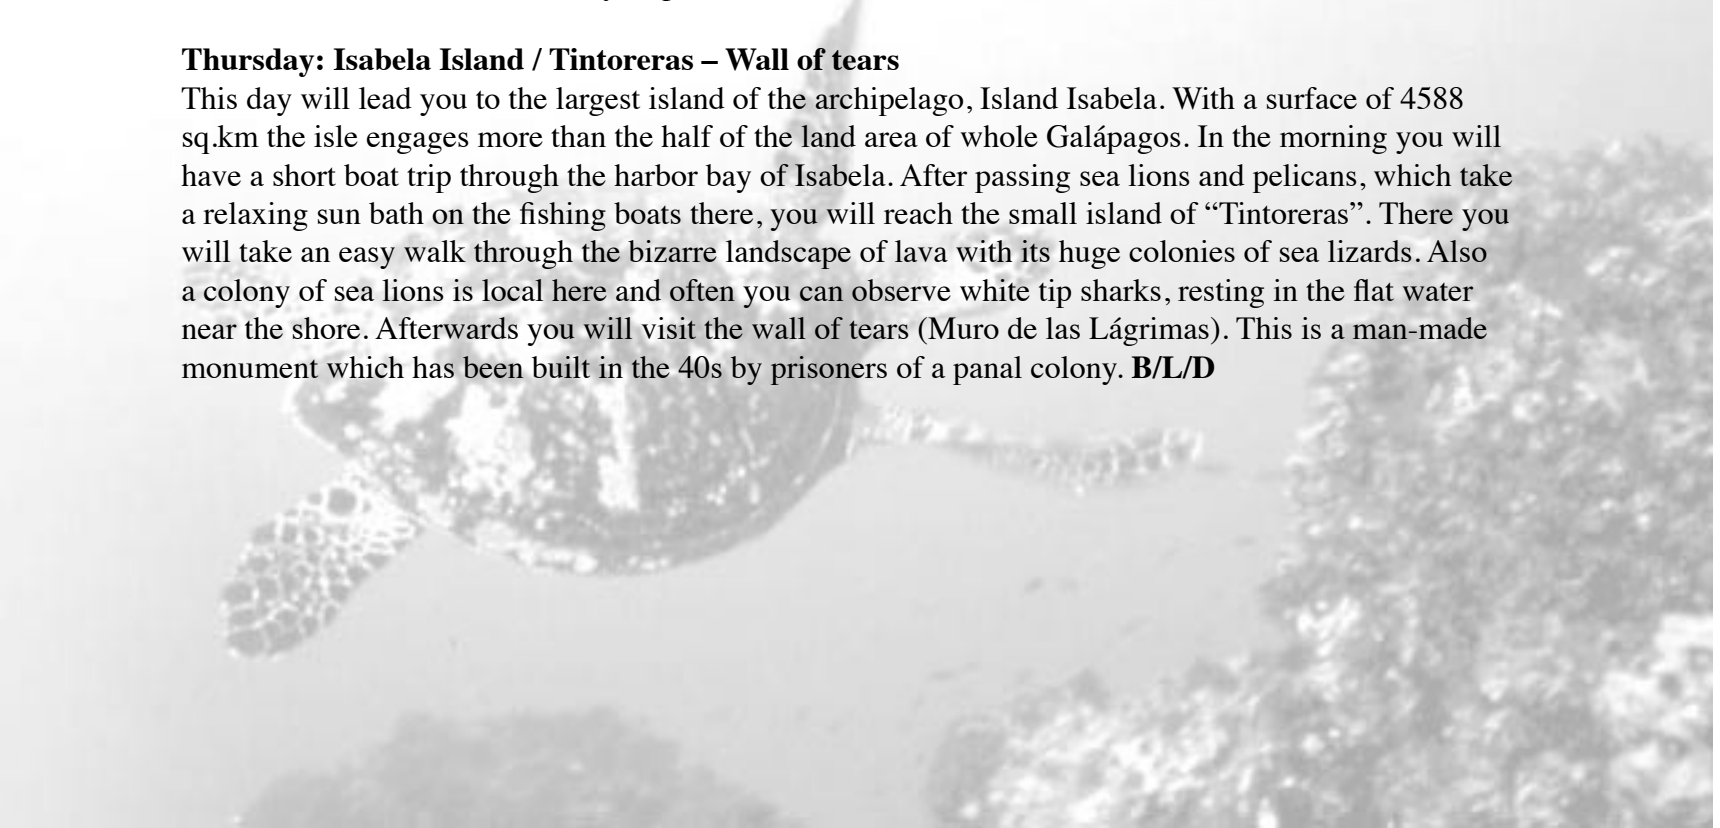 Thursday: Isabela Island / Tintoreras – Wall of tears
This day will lead you to the largest island of the archipelago, Island Isabela. With a surface of 4588
sq.km the isle engages more than the half of the land area of whole Galápagos. In the morning you will
have a short boat trip through the harbor bay of Isabela. After passing sea lions and pelicans, which take
a relaxing sun bath on the fishing boats there, you will reach the small island of “Tintoreras”. There you
will take an easy walk through the bizarre landscape of lava with its huge colonies of sea lizards. Also
a colony of sea lions is local here and often you can observe white tip sharks, resting in the flat water
near the shore. Afterwards you will visit the wall of tears (Muro de las Lágrimas). This is a man-made
monument which has been built in the 40s by prisoners of a panal colony. B/L/D